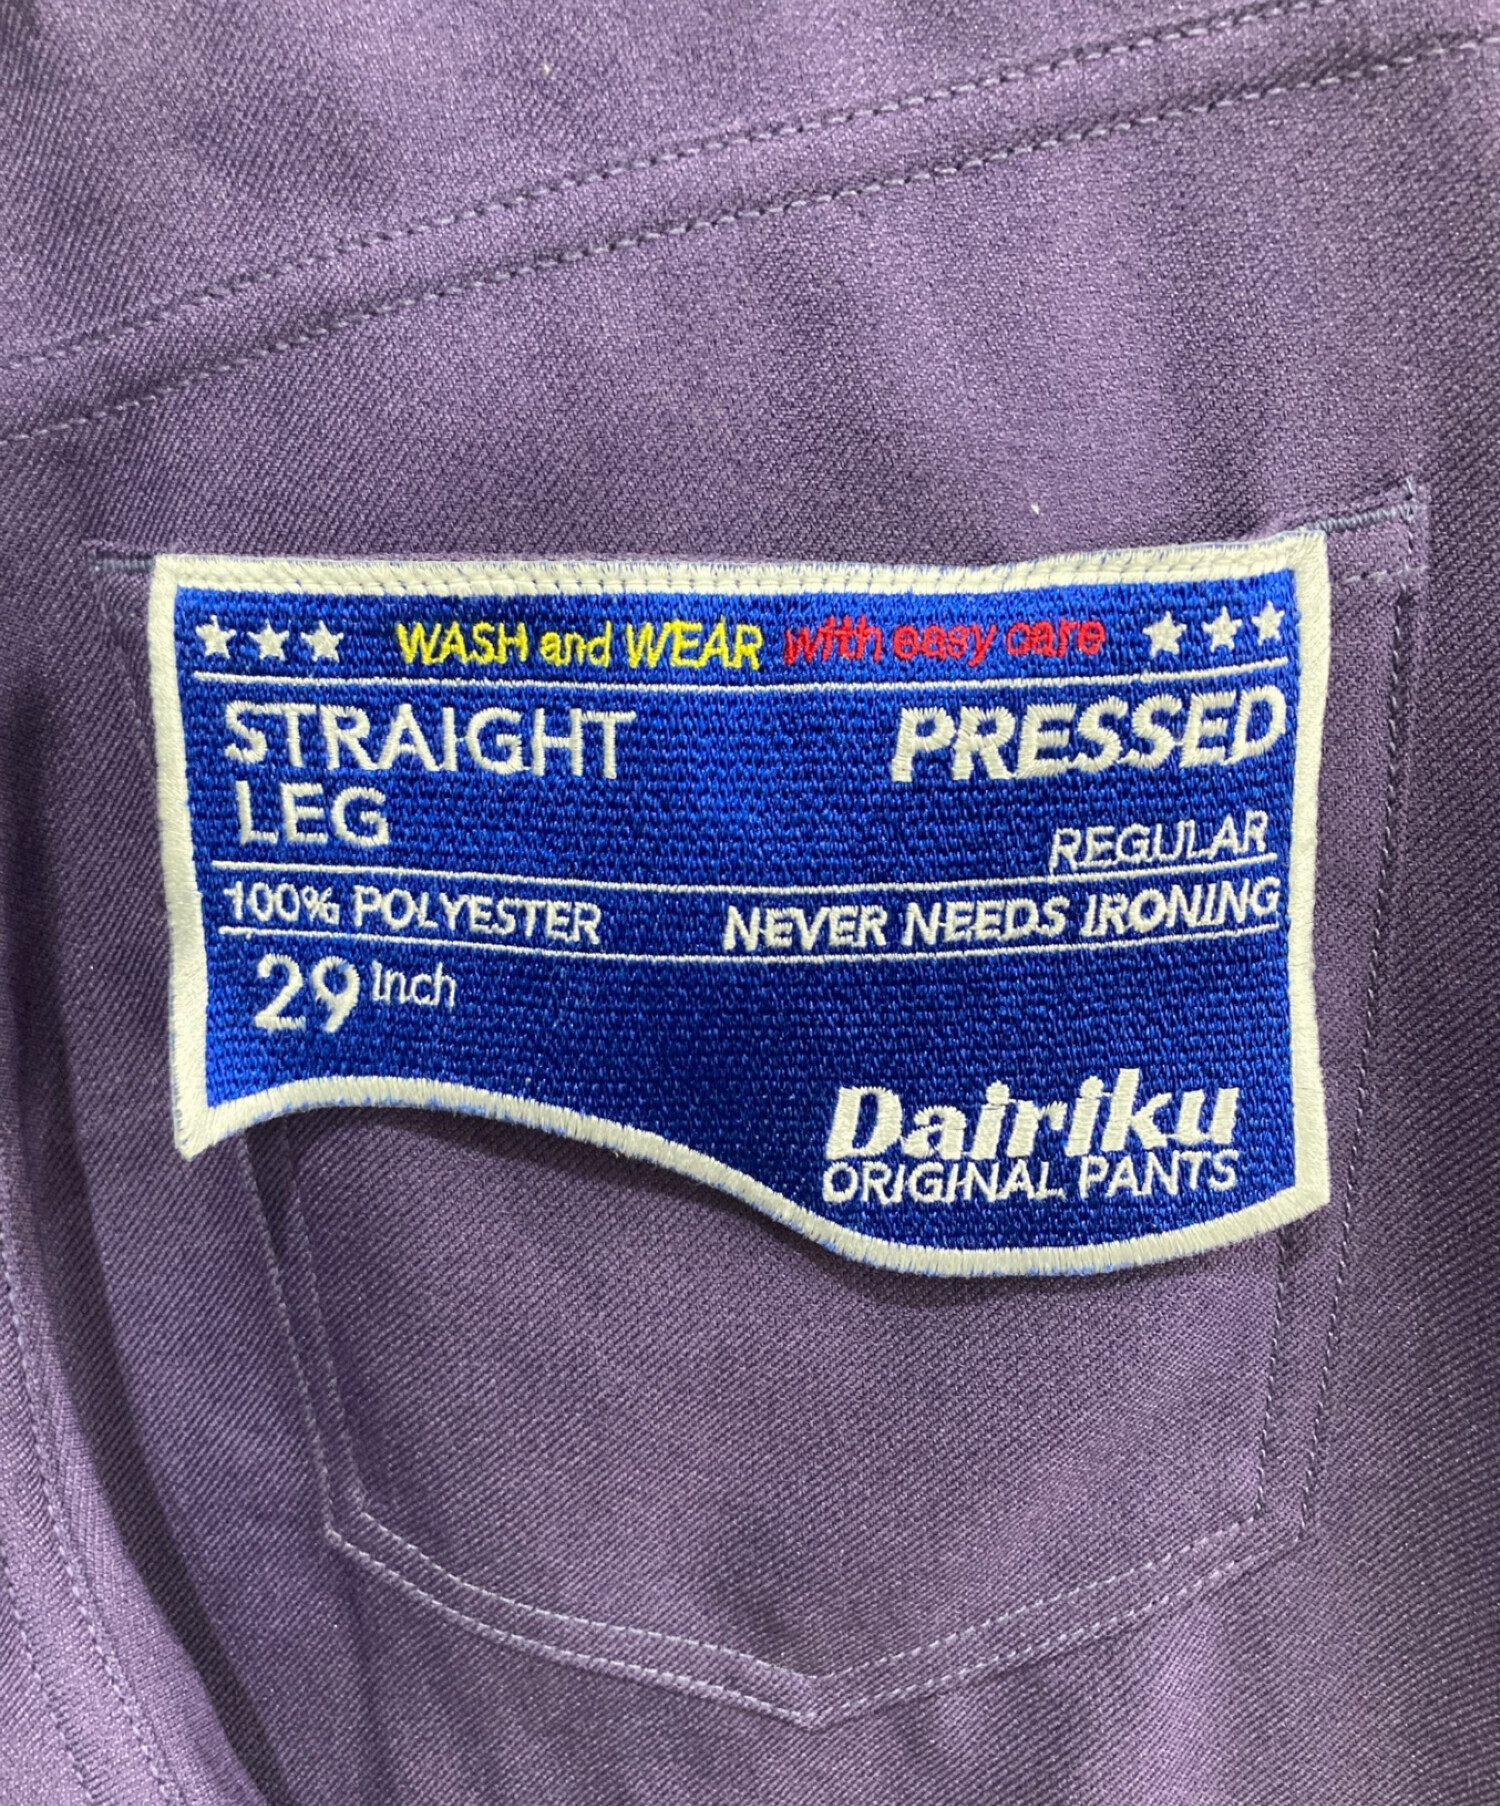 WASH and WEAR with easy care
STRAIGHT
LEG
PRESSED
REGULAR
100% POLYESTER
NEVER NEEDS IRONING
29 Inch
Dairiku
ORIGINAL PANTS